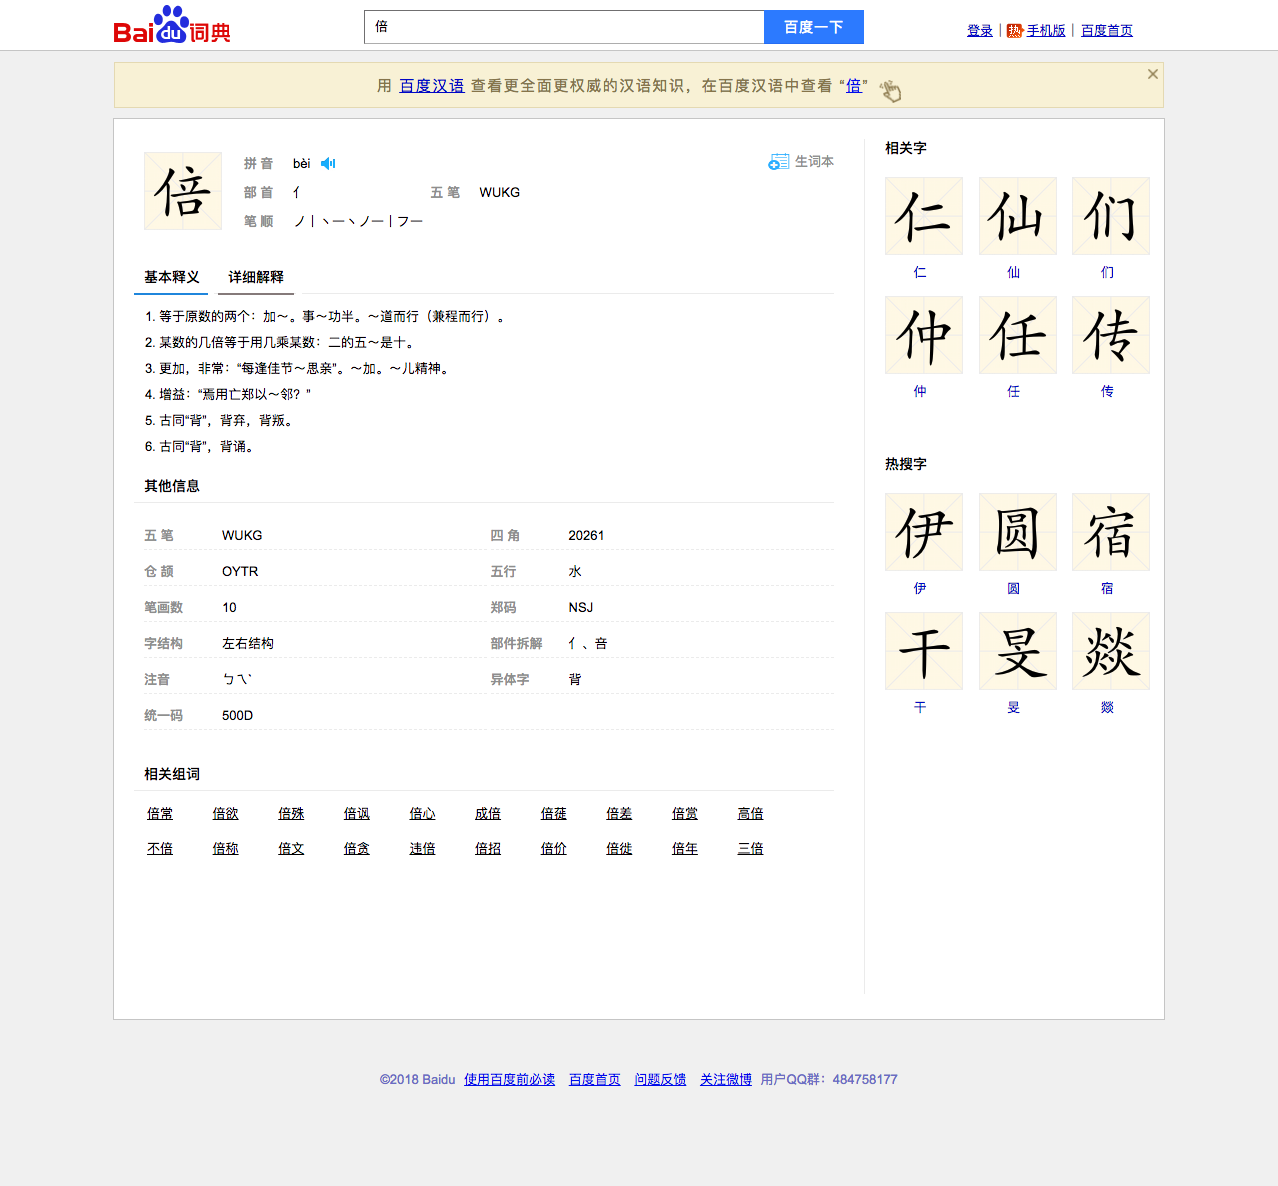 Bai du 词典
倍
百度一下
登录 | 热 手机版 | 百度首页
用 百度汉语 查看更全面更权威的汉语知识，在百度汉语中查看 “倍”
倍
拼 音 bèi
生词本
部 首 亻 五 笔 WUKG
笔 顺 ノ丨丶一丶ノ一丨フ一
基本释义 详细解释
1. 等于原数的两个：加～。事～功半。～道而行（兼程而行）。
2. 某数的几倍等于用几乘某数：二的五～是十。
3. 更加，非常：“每逢佳节～思亲”。～加。～儿精神。
4. 增益：“焉用亡郑以～邻？”
5. 古同“背”，背弃，背叛。
6. 古同“背”，背诵。
其他信息
五 笔 WUKG 四 角 20261
仓 颉 OYTR 五行 水
笔画数 10 郑码 NSJ
字结构 左右结构 部件拆解 亻、咅
注音 ㄅㄟˋ 异体字 背
统一码 500D
相关组词
倍常 倍欲 倍殊 倍讽 倍心 成倍 倍蓰 倍差 倍赏 高倍
不倍 倍称 倍文 倍贪 违倍 倍招 倍价 倍徙 倍年 三倍
相关字
仁 仙 们
仁 仙 们
仲 任 传
仲 任 传
热搜字
伊 圆 宿
伊 圆 宿
干 旻 燚
干 旻 燚
©2018 Baidu 使用百度前必读 百度首页 问题反馈 关注微博 用户QQ群：484758177